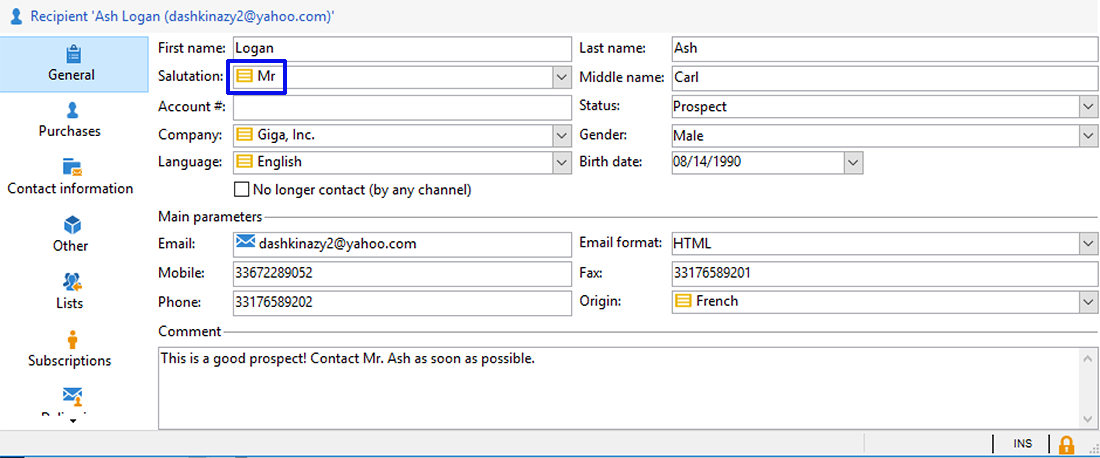 Recipient 'Ash Logan (dashkinazy2@yahoo.com)'
General
Purchases
Contact information
Other
Lists
Subscriptions
First name: Logan
Last name: Ash
Salutation: Mr
Middle name: Carl
Account #:
Status: Prospect
Company: Giga, Inc.
Gender: Male
Language: English
Birth date: 08/14/1990
No longer contact (by any channel)
Main parameters
Email: dashkinazy2@yahoo.com
Email format: HTML
Mobile: 33672289052
Fax: 33176589201
Phone: 33176589202
Origin: French
Comment
This is a good prospect! Contact Mr. Ash as soon as possible.
INS